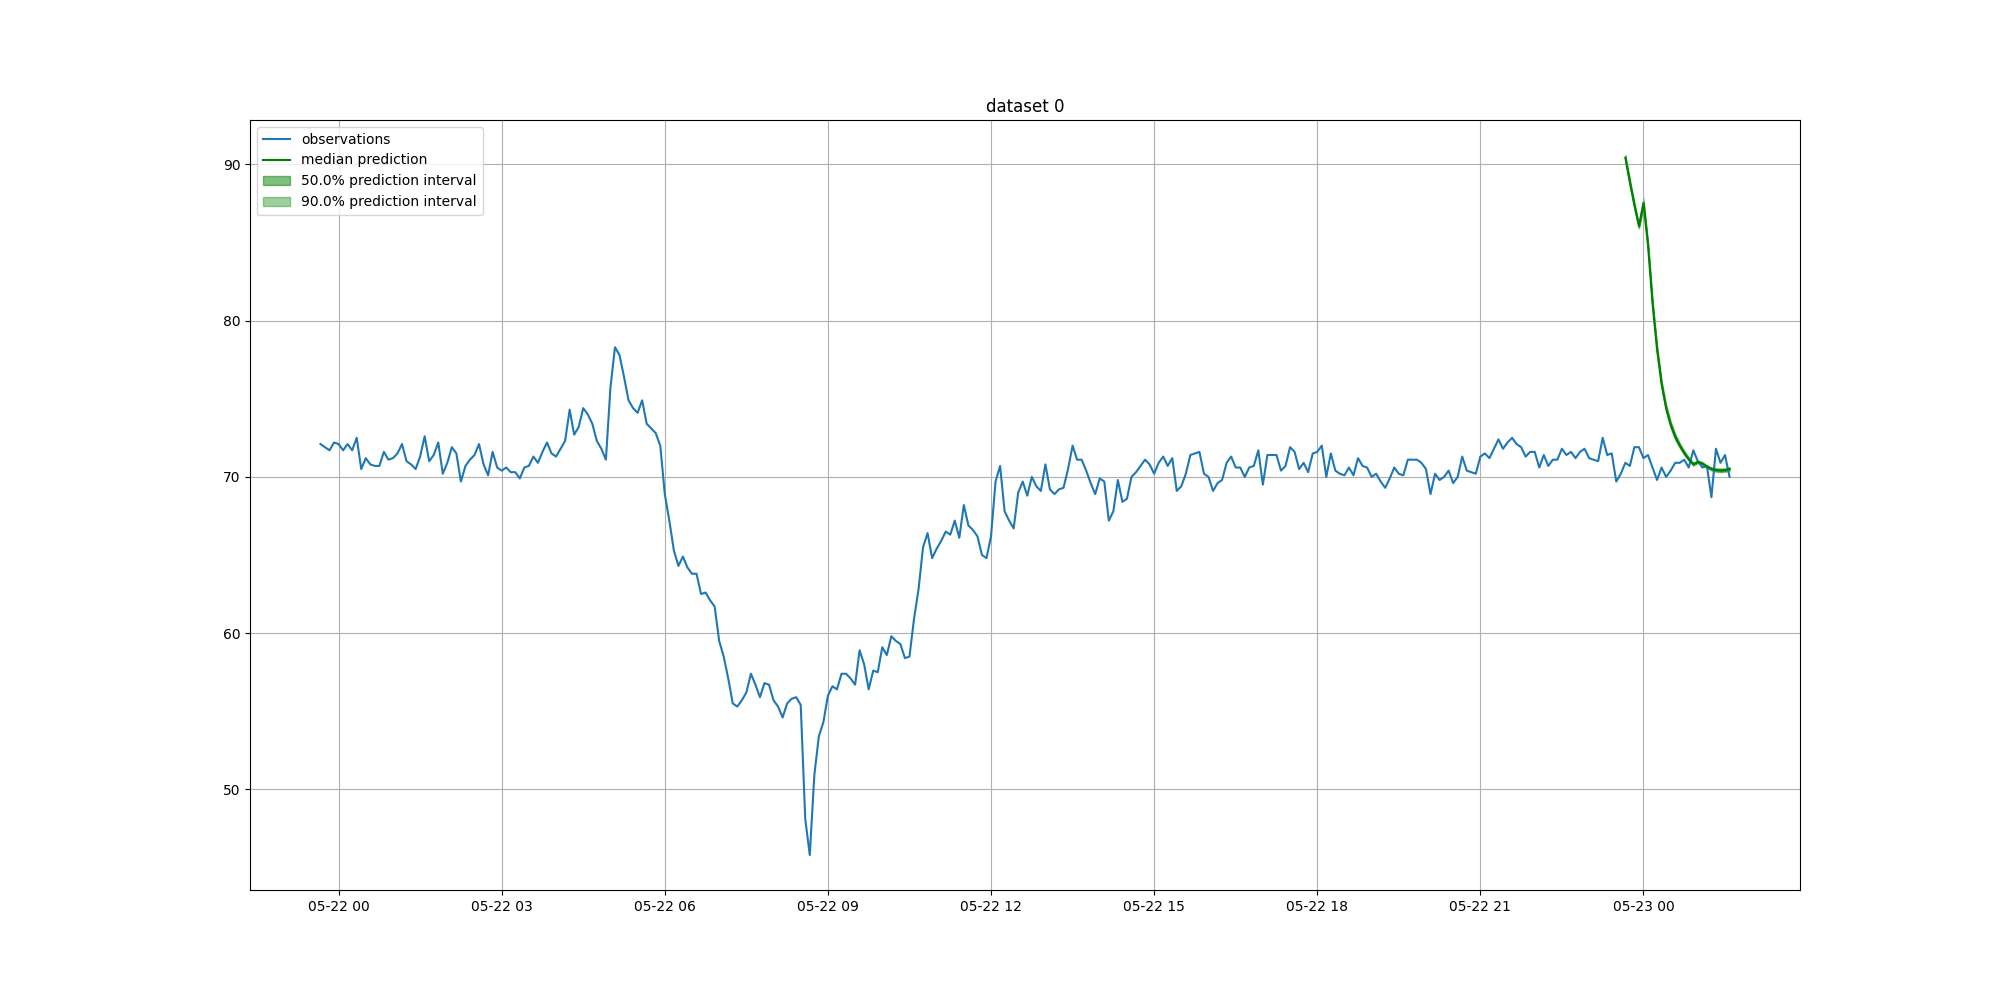 dataset 0
observations
median prediction
50.0% prediction interval
90.0% prediction interval
90
80
70
60
50
05-22 00
05-22 03
05-22 06
05-22 09
05-22 12
05-22 15
05-22 18
05-22 21
05-23 00